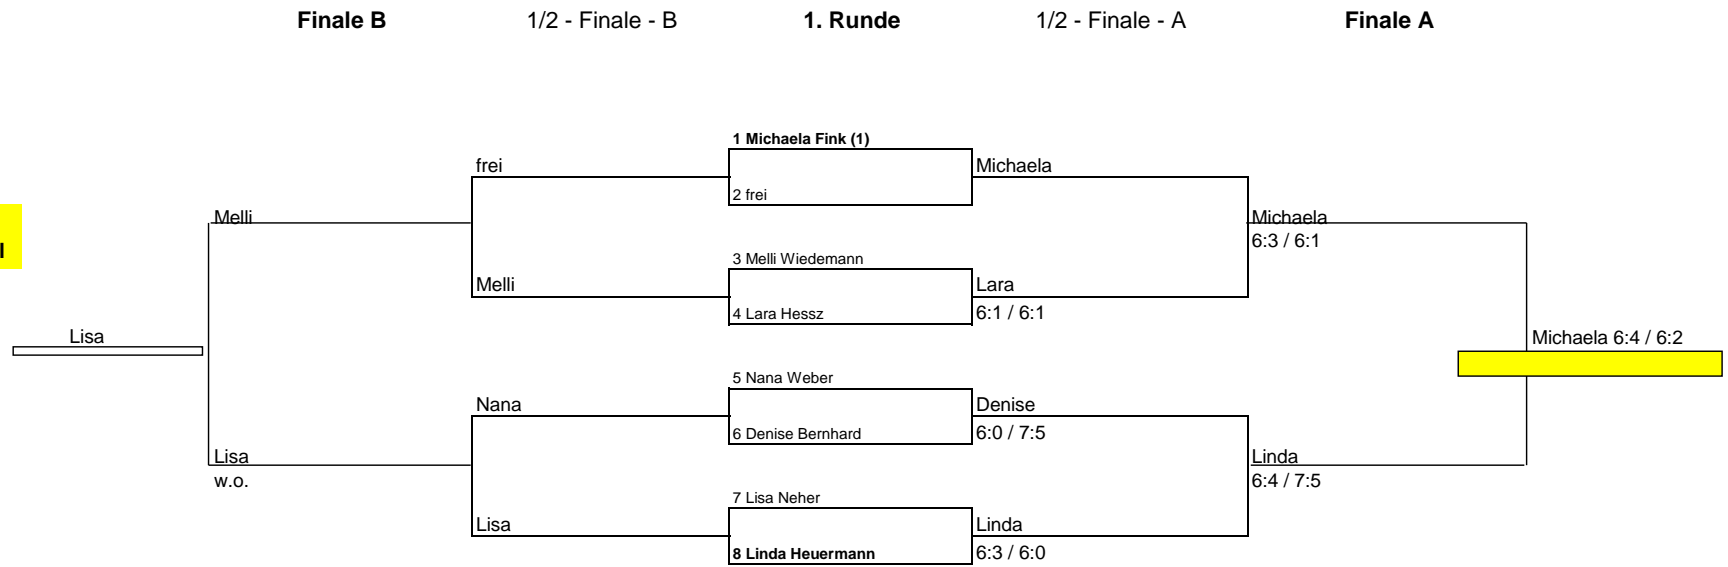 Finale B 1/2 - Finale - B 1. Runde 1/2 - Finale - A Finale A
1 Michaela Fink (1)
frei Michaela
2 frei
Melli Michaela
6:3 / 6:1
l
3 Melli Wiedemann
Melli Lara
4 Lara Hessz 6:1 / 6:1
Lisa Michaela 6:4 / 6:2
5 Nana Weber
Nana Denise
6 Denise Bernhard 6:0 / 7:5
Lisa Linda
w.o. 6:4 / 7:5
7 Lisa Neher
Lisa Linda
8 Linda Heuermann 6:3 / 6:0